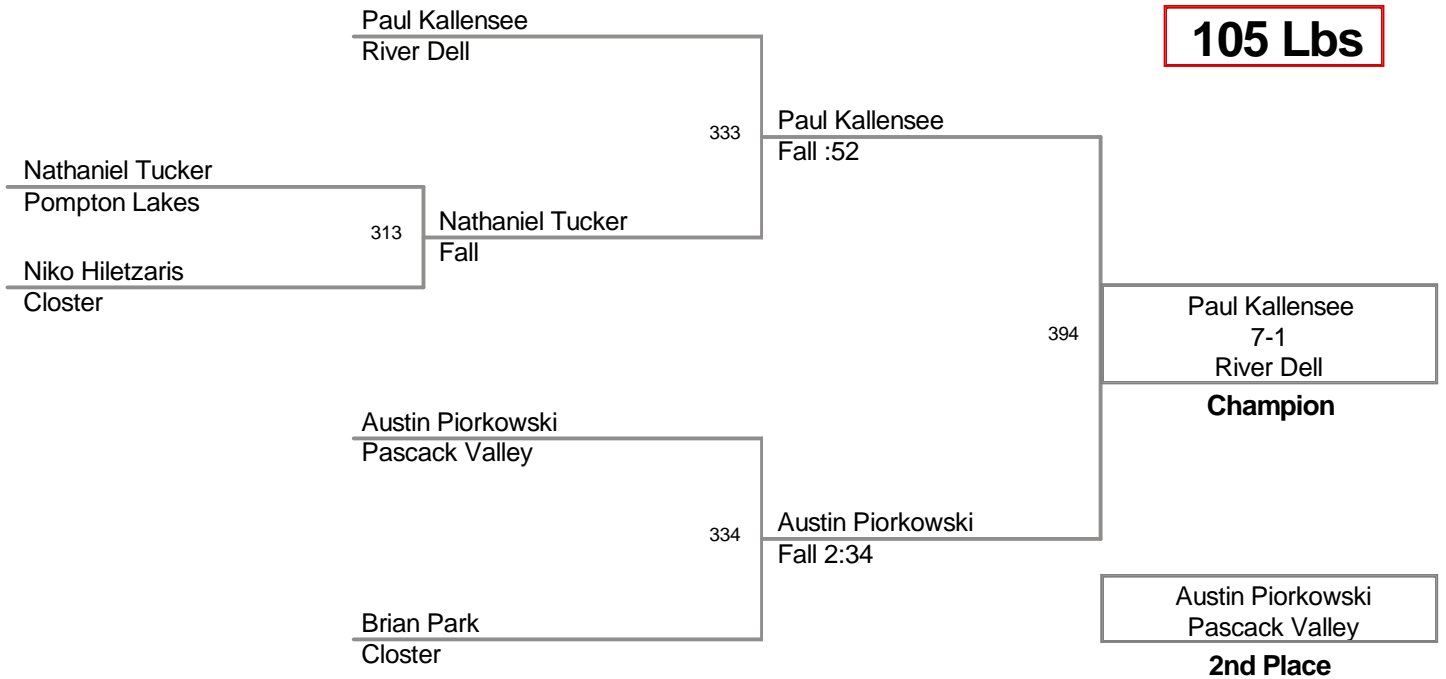 Paul Kallensee
River Dell
105 Lbs
333
Paul Kallensee
Fall :52
Nathaniel Tucker
Pompton Lakes
313
Nathaniel Tucker
Fall
Niko Hiletzaris
Closter
394
Paul Kallensee
7-1
River Dell
Champion
Austin Piorkowski
Pascack Valley
334
Austin Piorkowski
Fall 2:34
Brian Park
Closter
Austin Piorkowski
Pascack Valley
2nd Place